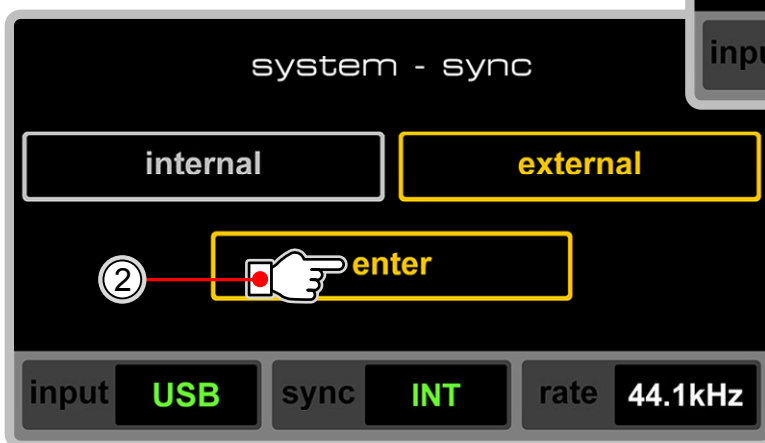 system - sync
internal
external
2
enter
input USB sync INT rate 44.1kHz